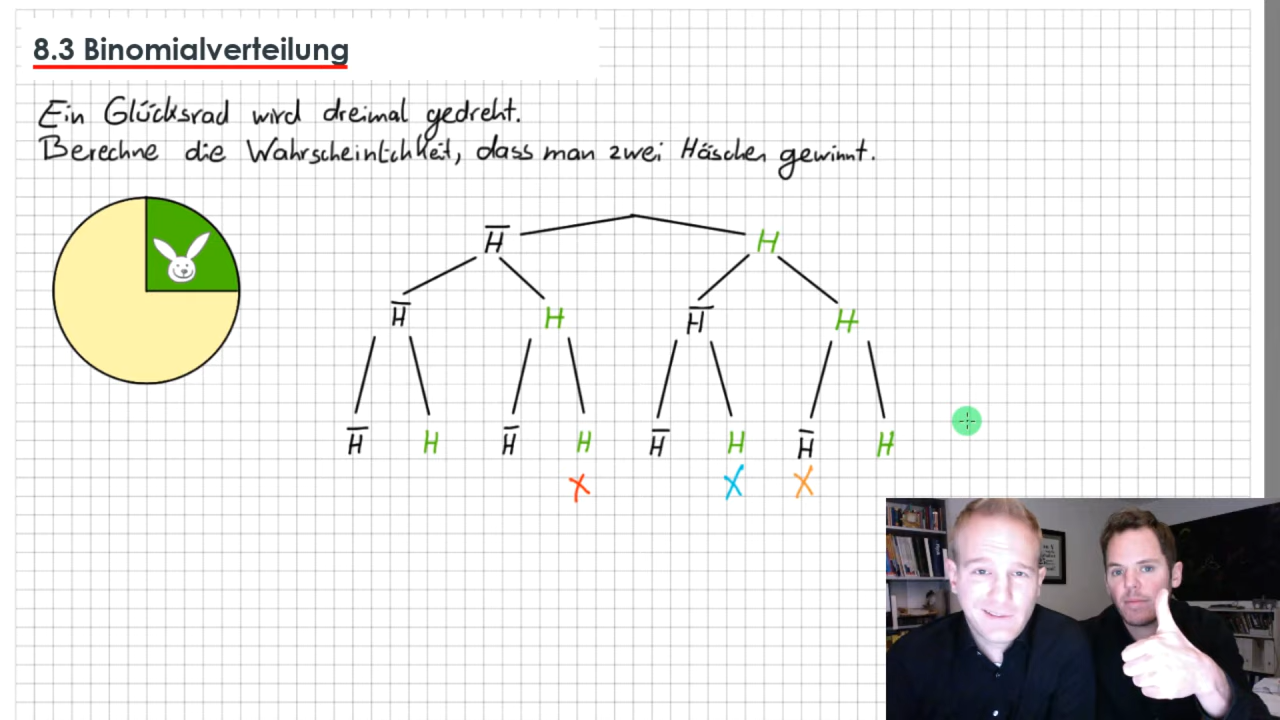 8.3 Binomialverteilung
Ein Glücksrad wird dreimal gedreht.
Berechne die Wahrscheinlichkeit, dass man zwei Häschen gewinnt.
H̅ H
H̅ H H̅ H
H̅ H H̅ H H̅ H H̅ H
X X X